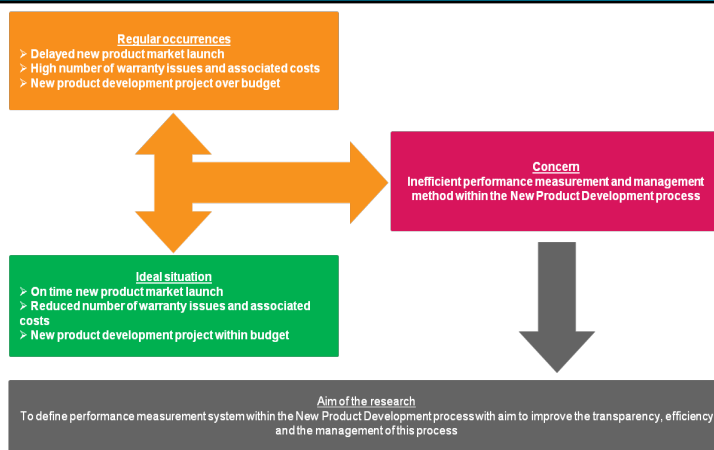 Regular occurrences
➢ Delayed new product market launch
➢ High number of warranty issues and associated costs
➢ New product development project over budget
Concern
Inefficient performance measurement and management
method within the New Product Development process
Ideal situation
➢ On time new product market launch
➢ Reduced number of warranty issues and associated
costs
➢ New product development project within budget
Aim of the research
To define performance measurement system within the New Product Development process with aim to improve the transparency, efficiency
and the management of this process